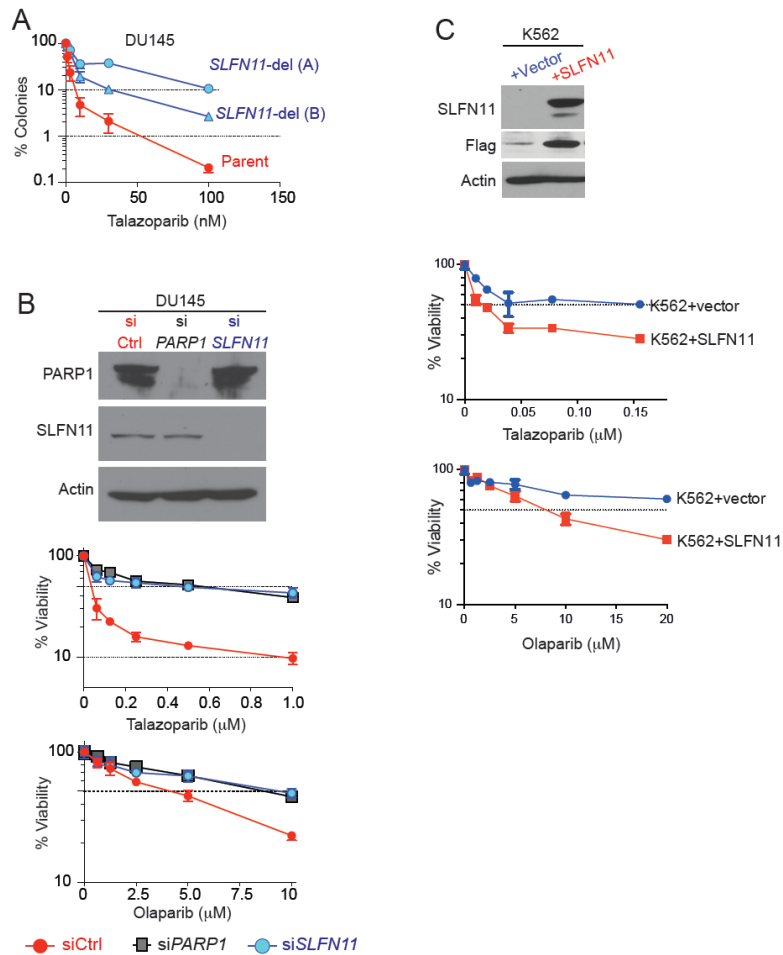 A
DU145
100
10
1
0.1
% Colonies
SLFN11-del (A)
SLFN11-del (B)
Parent
0 50 100 150
Talazoparib (nM)
B
DU145
si si si
Ctrl PARP1 SLFN11
PARP1
SLFN11
Actin
100
10
% Viability
0 0.2 0.4 0.6 0.8 1.0
Talazoparib (μM)
100
10
% Viability
0 2.5 5.0 7.5 10
Olaparib (μM)
siCtrl siPARP1 siSLFN11
C
K562
+Vector
+SLFN11
SLFN11
Flag
Actin
100
10
% Viability
K562+vector
K562+SLFN11
0 0.05 0.10 0.15
Talazoparib (μM)
100
10
% Viability
K562+vector
K562+SLFN11
0 5 10 15 20
Olaparib (μM)